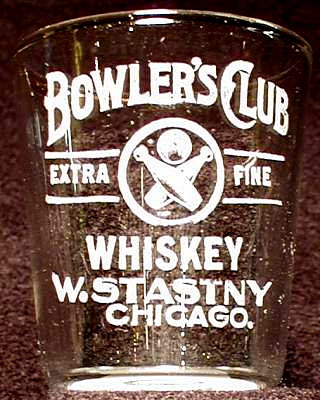 BOWLER'S CLUB
EXTRA FINE
WHISKEY
W. STASTNY
CHICAGO.